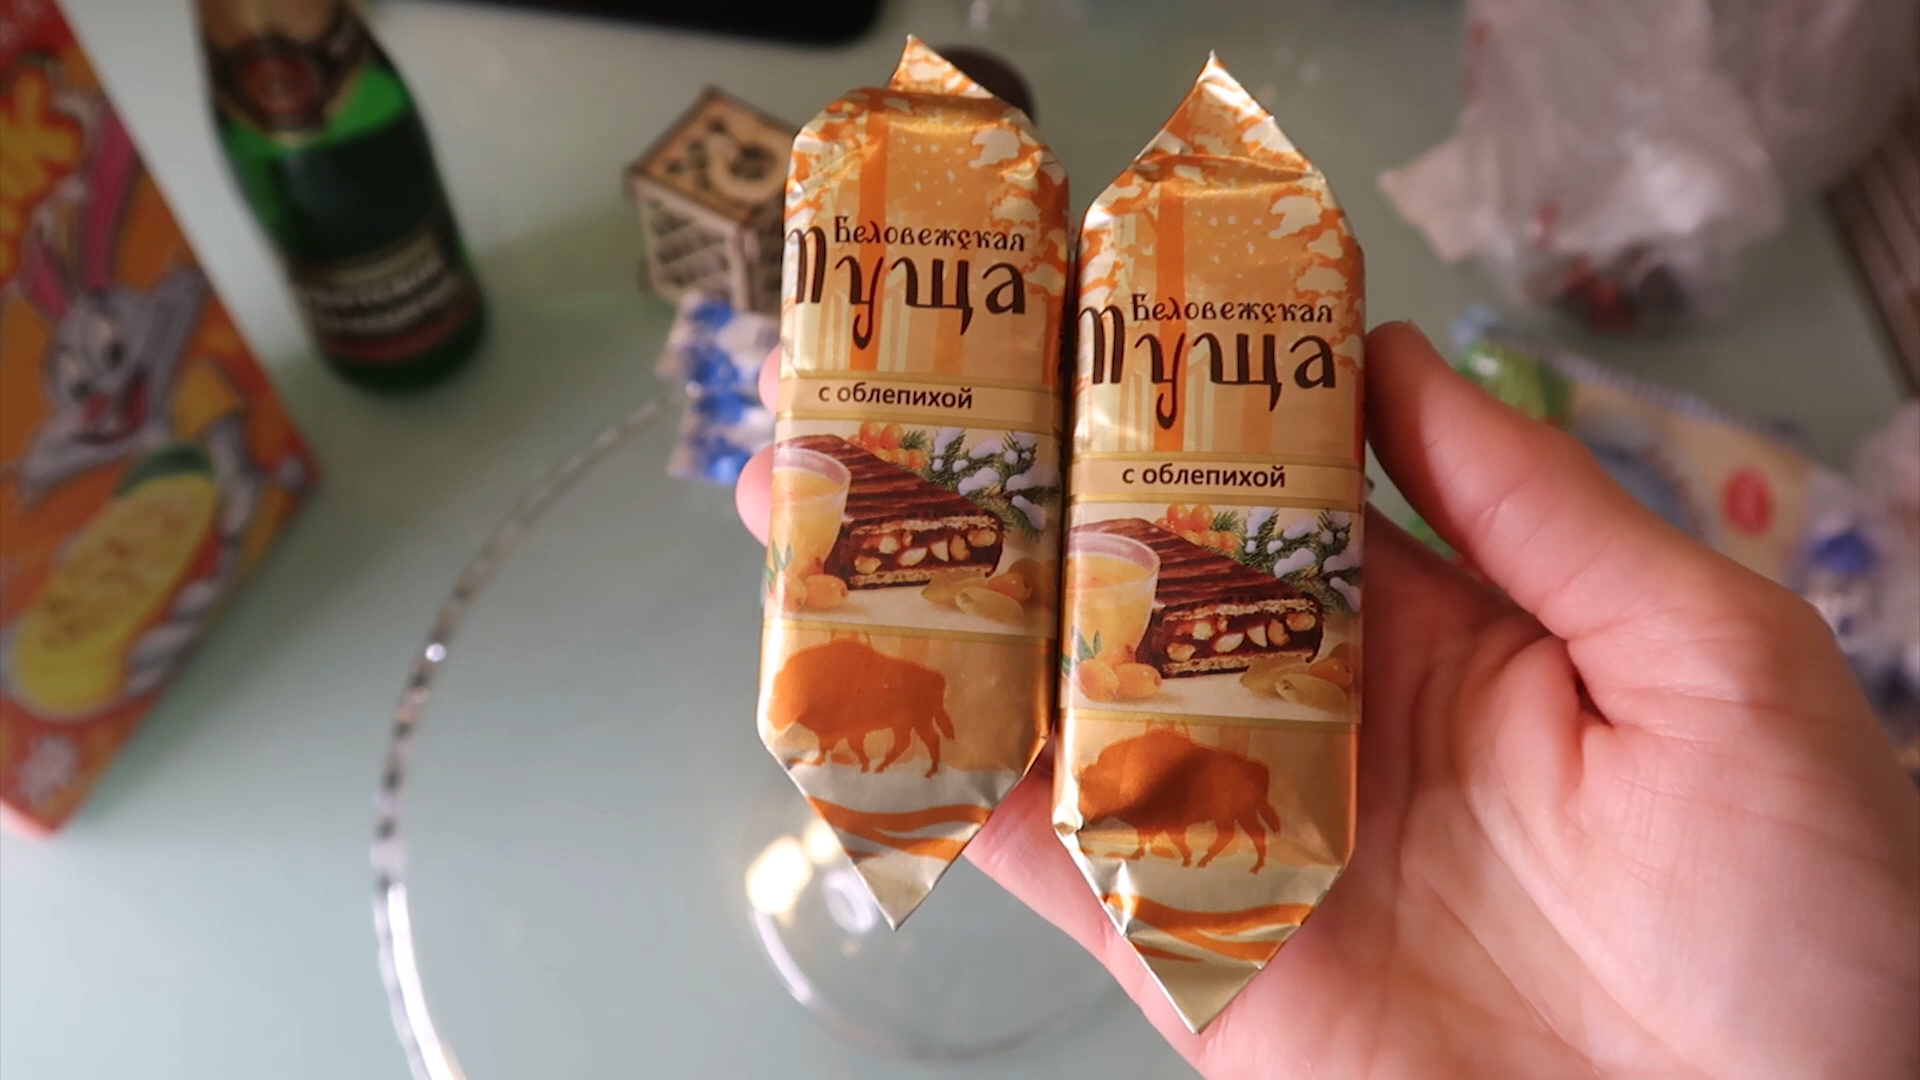 Беловежская
Пуща
с облепихой
Беловежская
Пуща
с облепихой